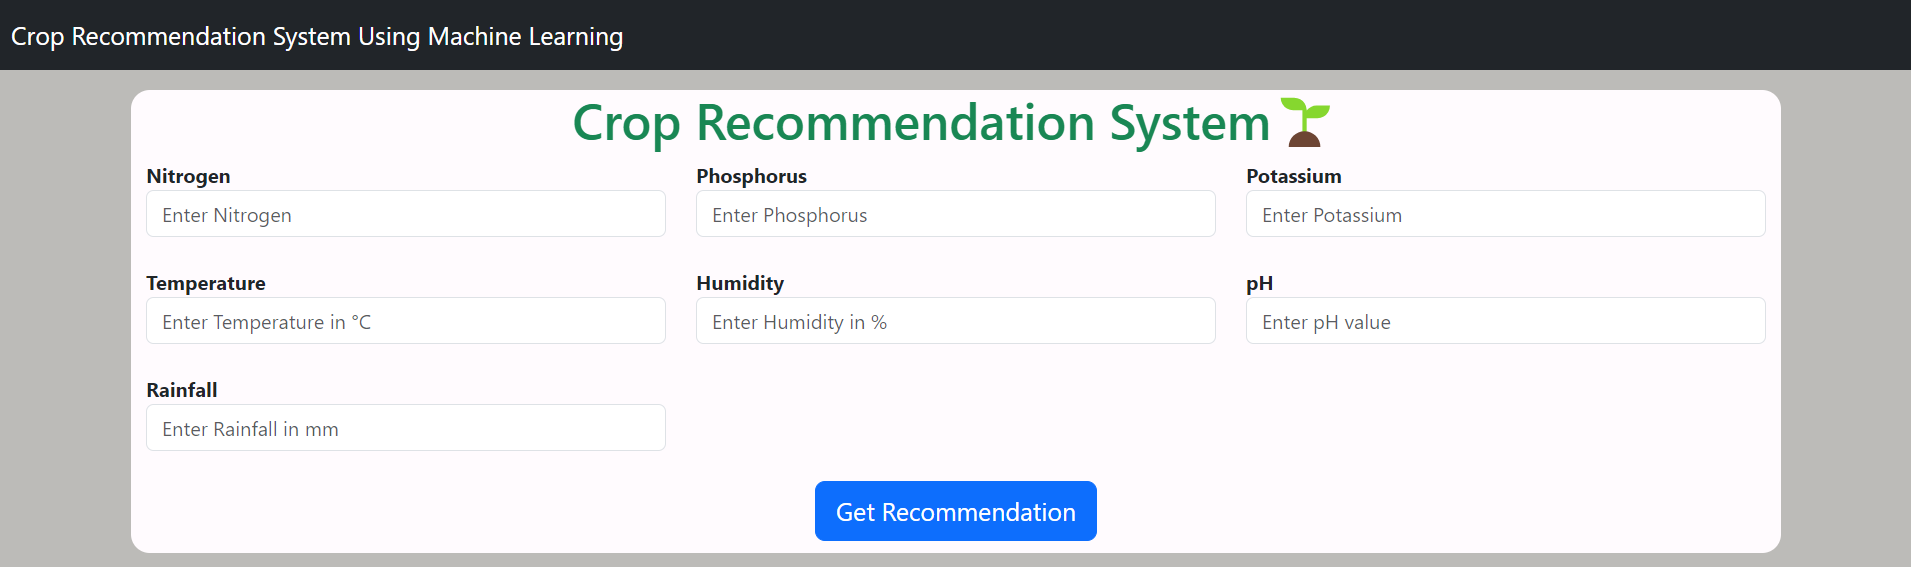 Crop Recommendation System Using Machine Learning
Crop Recommendation System
Nitrogen Phosphorus Potassium
Enter Nitrogen Enter Phosphorus Enter Potassium
Temperature Humidity pH
Enter Temperature in °C Enter Humidity in % Enter pH value
Rainfall
Enter Rainfall in mm
Get Recommendation